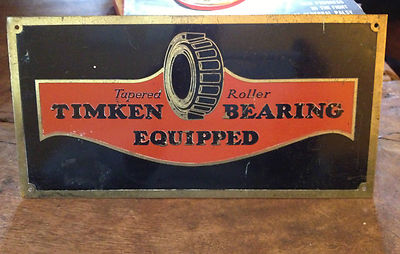 Tapered Roller
TIMKEN BEARING
EQUIPPED